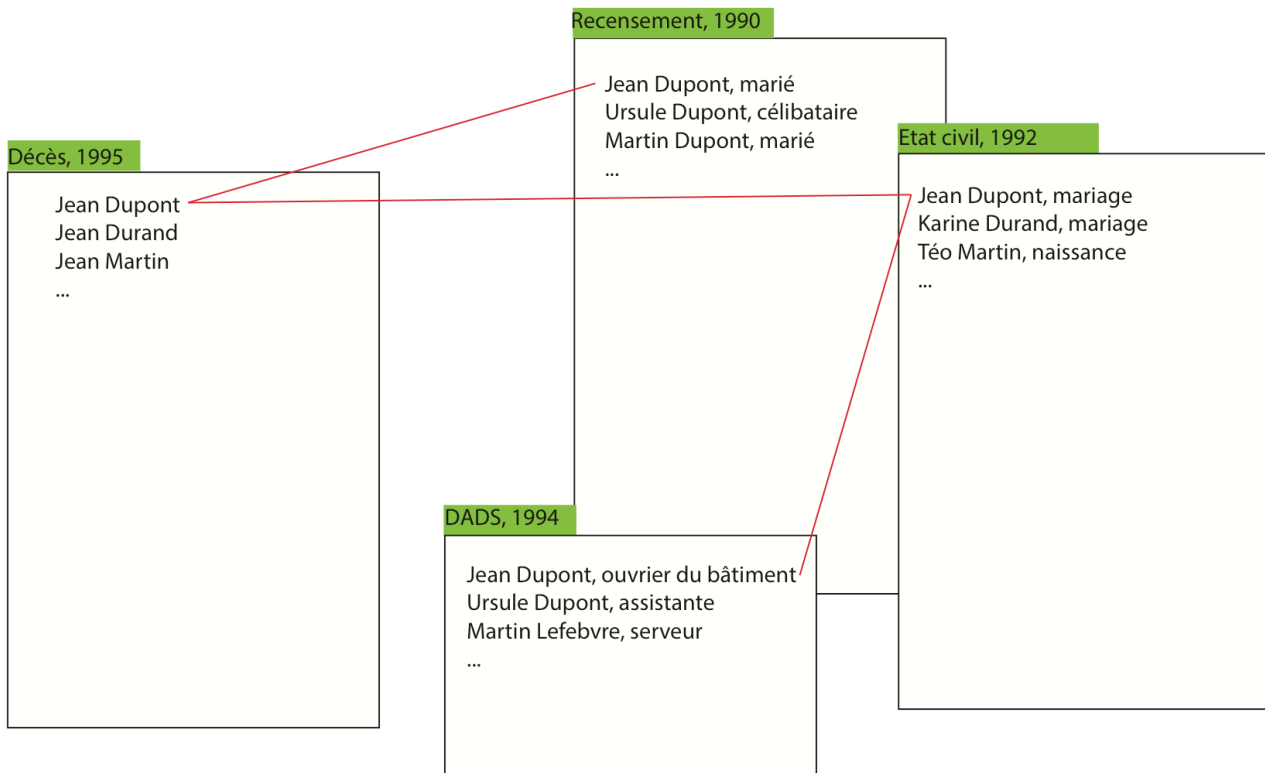 Recensement, 1990
Jean Dupont, marié
Ursule Dupont, célibataire
Martin Dupont, marié
...
Etat civil, 1992
Jean Dupont, mariage
Karine Durand, mariage
Téo Martin, naissance
...
Décès, 1995
Jean Dupont
Jean Durand
Jean Martin
...
DADS, 1994
Jean Dupont, ouvrier du bâtiment
Ursule Dupont, assistante
Martin Lefebvre, serveur
...